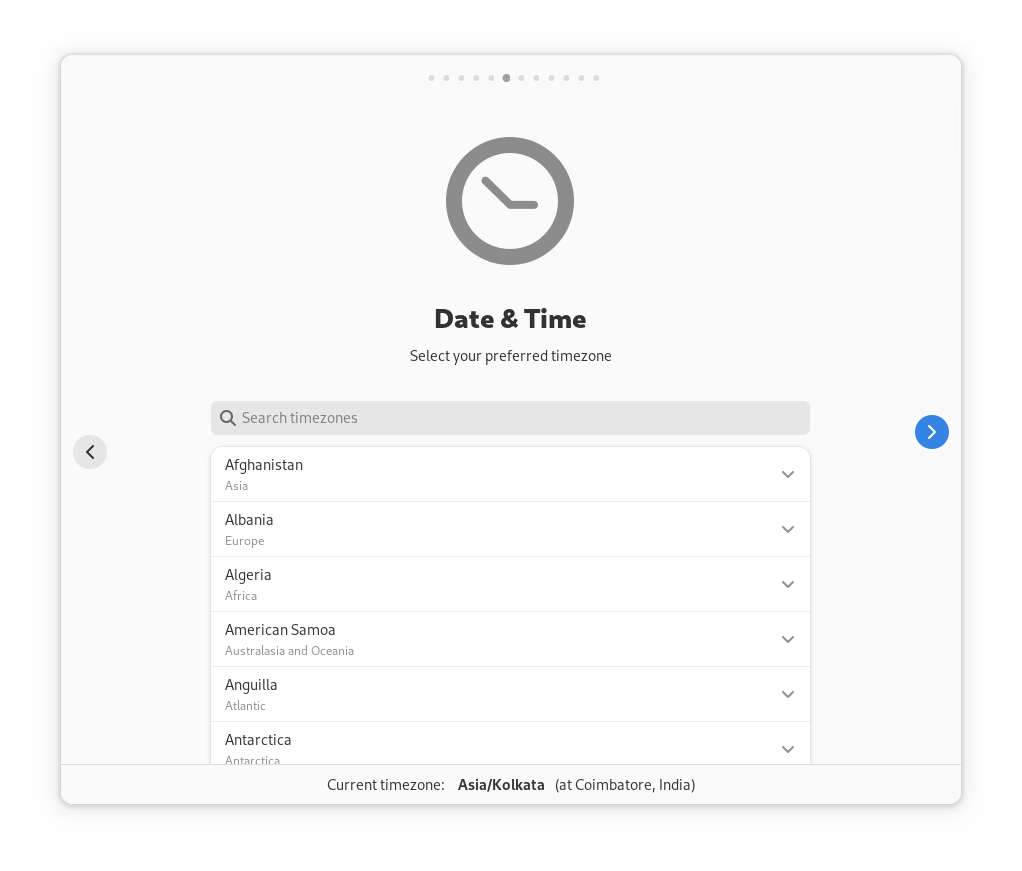 Date & Time
Select your preferred timezone
Search timezones
Afghanistan
Asia
Albania
Europe
Algeria
Africa
American Samoa
Australasia and Oceania
Anguilla
Atlantic
Antarctica
Antarctica
Current timezone: Asia/Kolkata (at Coimbatore, India)